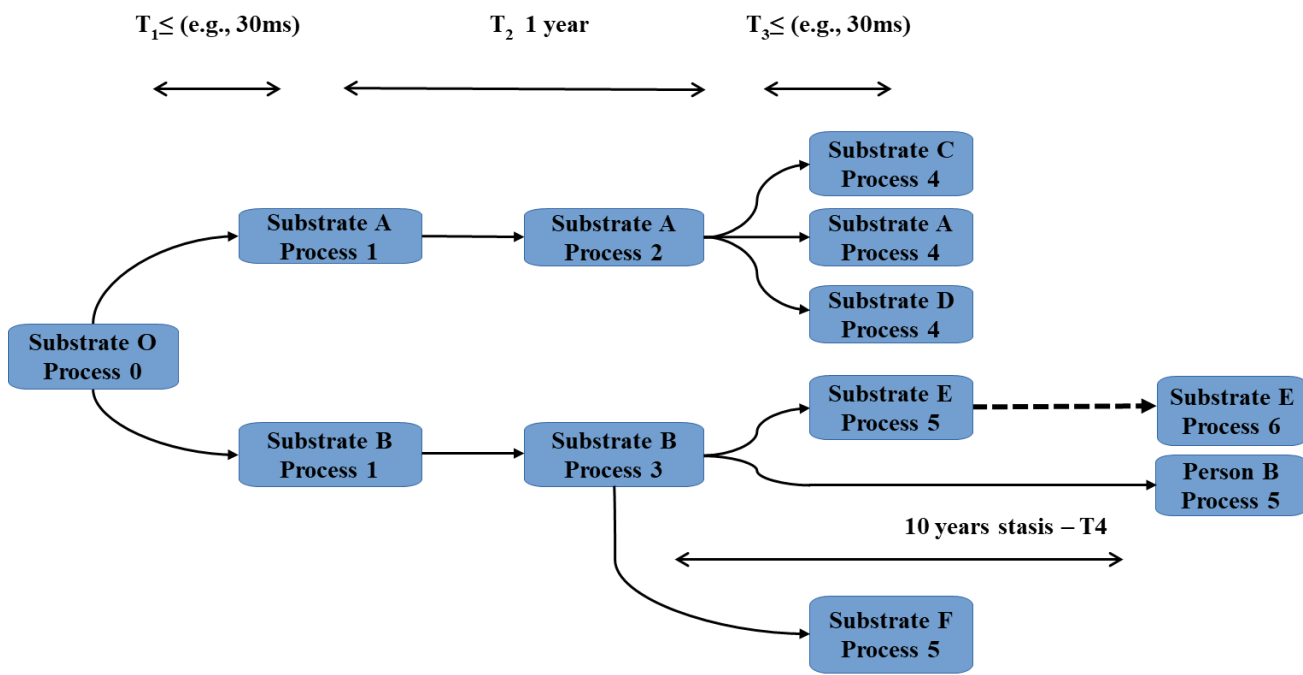 T1≤ (e.g., 30ms)
T2 1 year
T3≤ (e.g., 30ms)
Substrate C
Process 4
Substrate A
Process 1
Substrate A
Process 2
Substrate A
Process 4
Substrate D
Process 4
Substrate O
Process 0
Substrate E
Process 5
Substrate E
Process 6
Substrate B
Process 1
Substrate B
Process 3
Person B
Process 5
10 years stasis – T4
Substrate F
Process 5